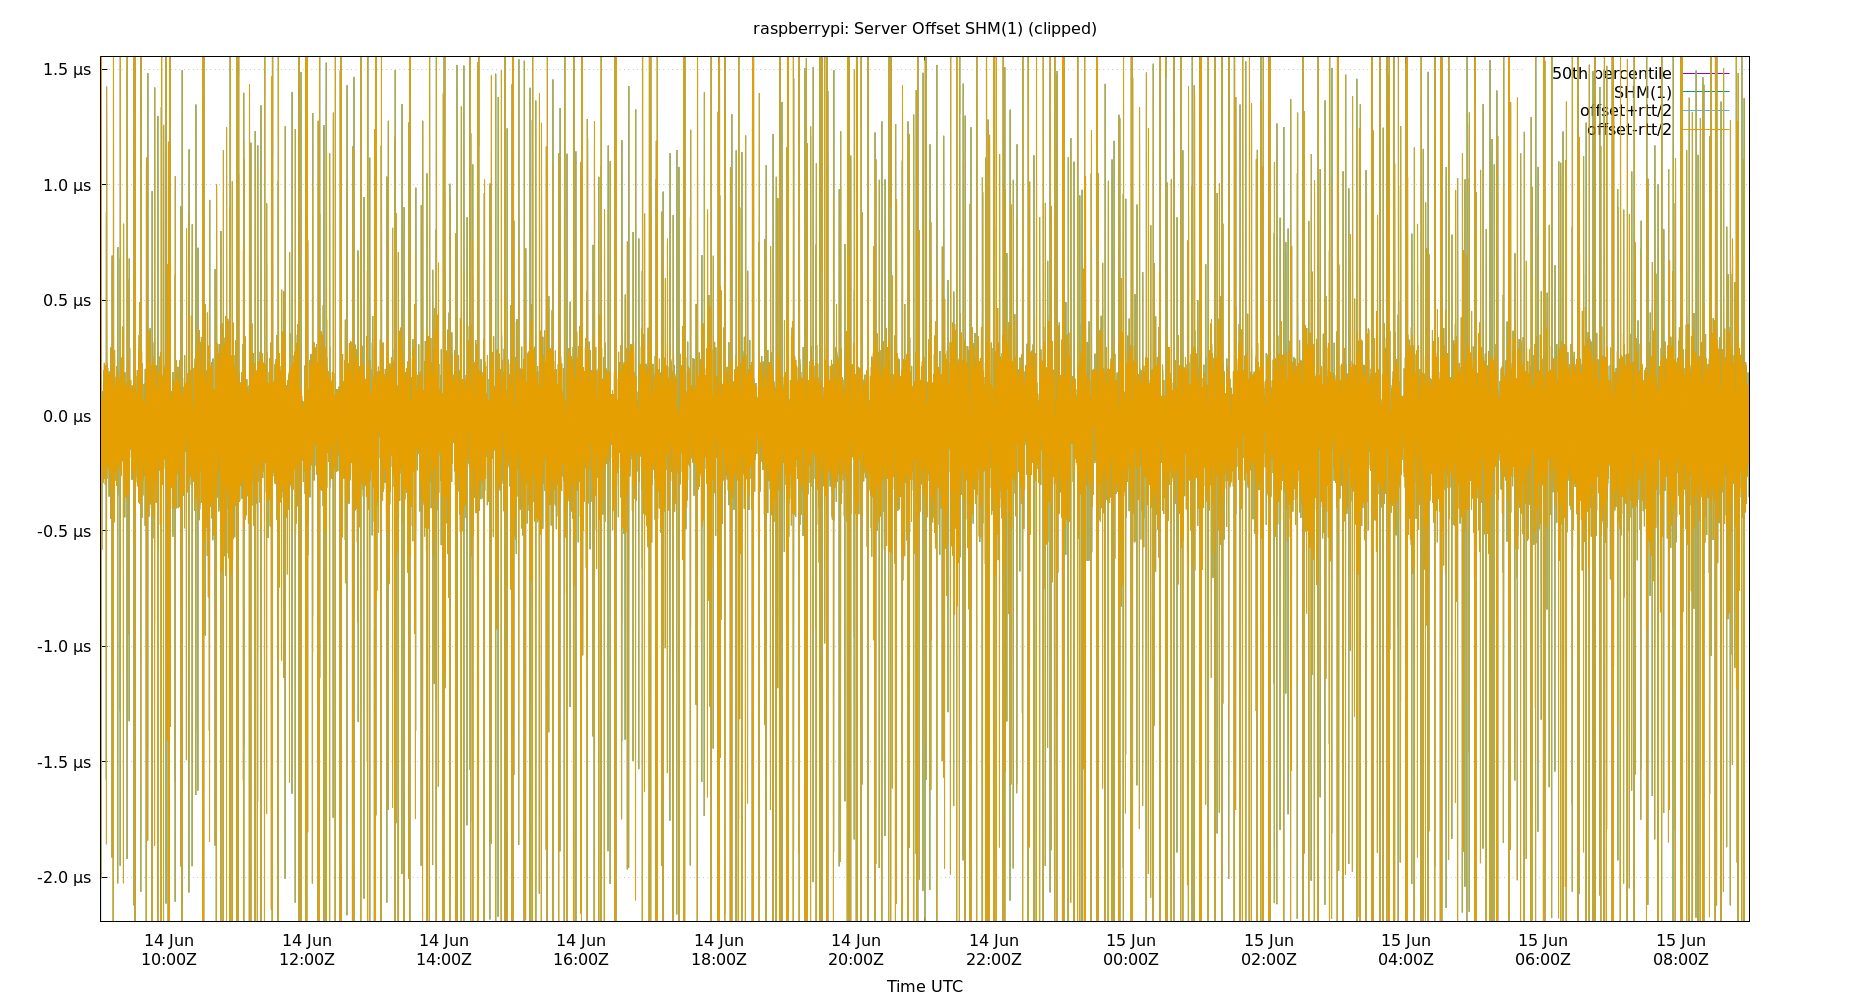 raspberrypi: Server Offset SHM(1) (clipped)
50th percentile
SHM(1)
offset+rtt/2
offset-rtt/2
1.5 µs
1.0 µs
0.5 µs
0.0 µs
-0.5 µs
-1.0 µs
-1.5 µs
-2.0 µs
14 Jun 14 Jun 14 Jun 14 Jun 14 Jun 14 Jun 14 Jun 15 Jun 15 Jun 15 Jun 15 Jun 15 Jun
10:00Z 12:00Z 14:00Z 16:00Z 18:00Z 20:00Z 22:00Z 00:00Z 02:00Z 04:00Z 06:00Z 08:00Z
Time UTC